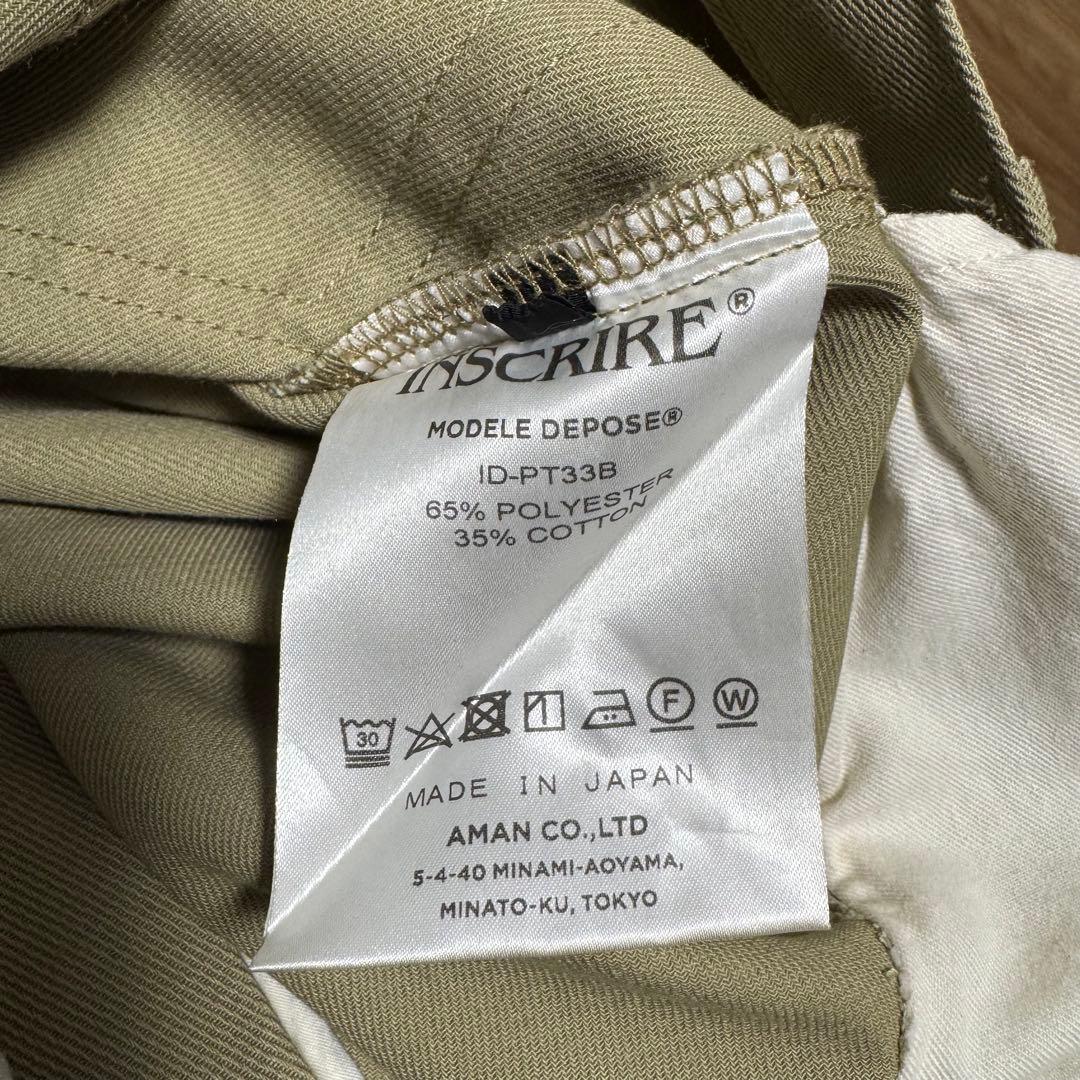 INSCRIRE®
MODELE DEPOSE®
ID-PT33B
65% POLYESTER
35% COTTON
30 F W
MADE IN JAPAN
AMAN CO.,LTD
5-4-40 MINAMI-AOYAMA,
MINATO-KU, TOKYO